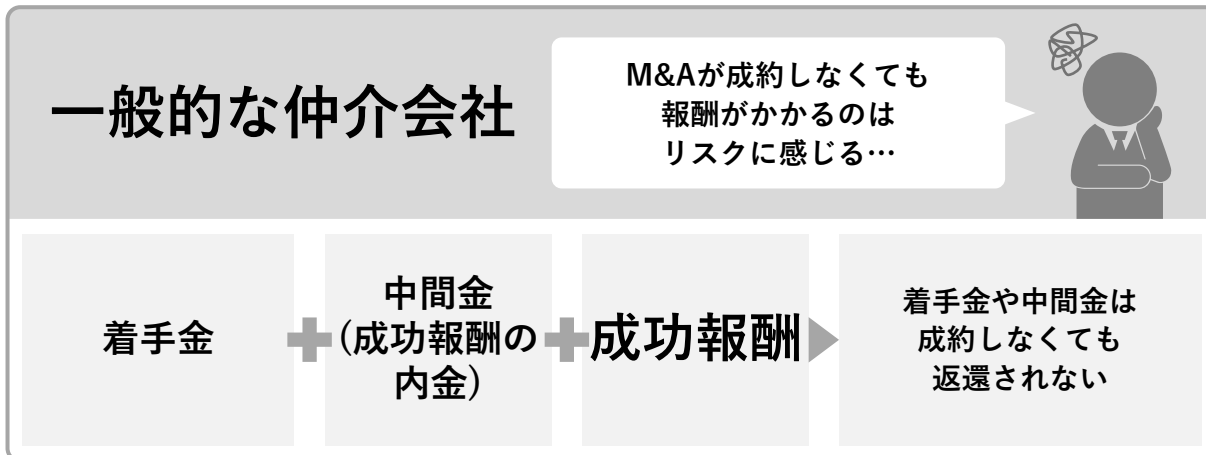 一般的な仲介会社
M&Aが成約しなくても
報酬がかかるのは
リスクに感じる…
着手金
中間金
(成功報酬の
内金)
成功報酬
着手金や中間金は
成約しなくても
返還されない